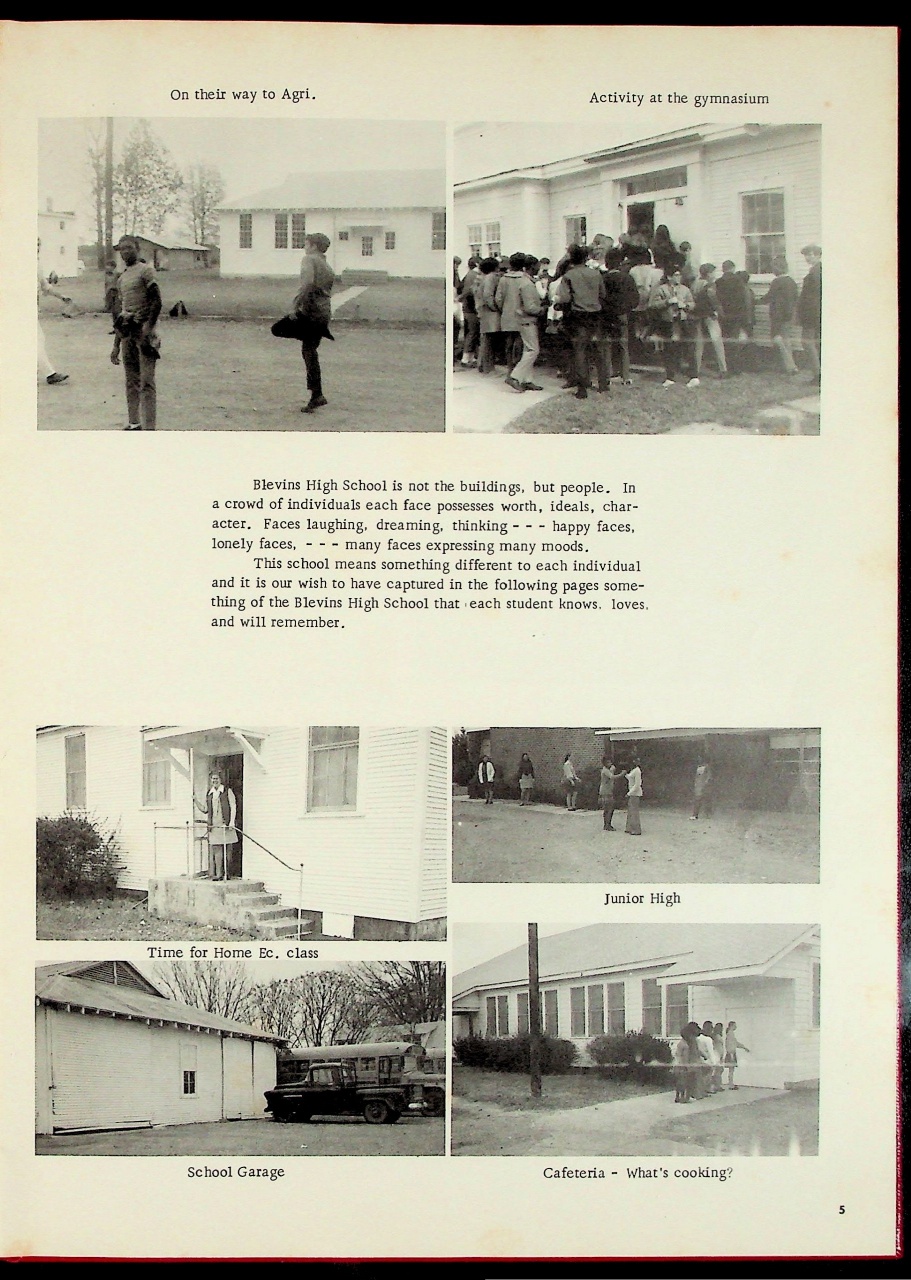 On their way to Agri.
Activity at the gymnasium
Blevins High School is not the buildings, but people. In
a crowd of individuals each face possesses worth, ideals, char-
acter. Faces laughing, dreaming, thinking - - - happy faces,
lonely faces, - - - many faces expressing many moods.
This school means something different to each individual
and it is our wish to have captured in the following pages some-
thing of the Blevins High School that each student knows, loves,
and will remember.
Time for Home Ec. class
Junior High
School Garage
Cafeteria - What's cooking?
5